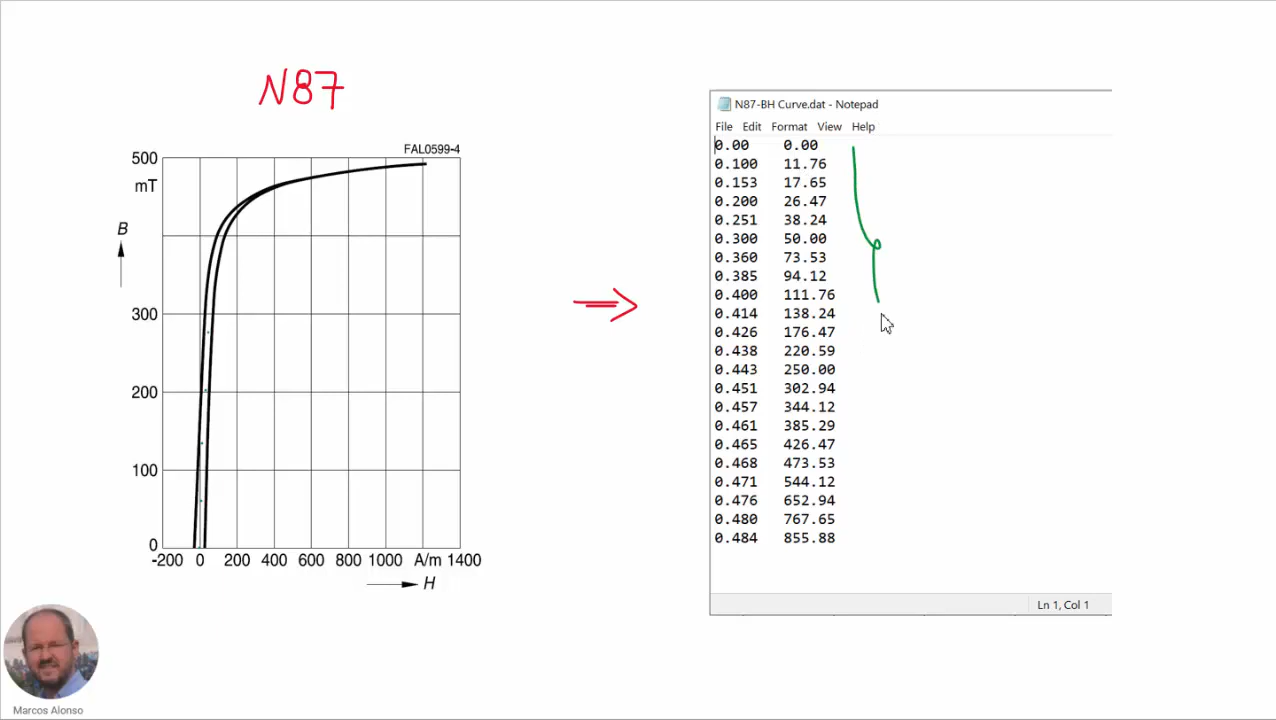 N87
FAL0599-4
500
mT
B
300
200
100
0
-200 0 200 400 600 800 1000 A/m 1400
H
N87-BH Curve.dat - Notepad
File Edit Format View Help
0.00 0.00
0.100 11.76
0.153 17.65
0.200 26.47
0.251 38.24
0.300 50.00
0.360 73.53
0.385 94.12
0.400 111.76
0.414 138.24
0.426 176.47
0.438 220.59
0.443 250.00
0.451 302.94
0.457 344.12
0.461 385.29
0.465 426.47
0.468 473.53
0.471 544.12
0.476 652.94
0.480 767.65
0.484 855.88
Ln 1, Col 1
Marcos Alonso